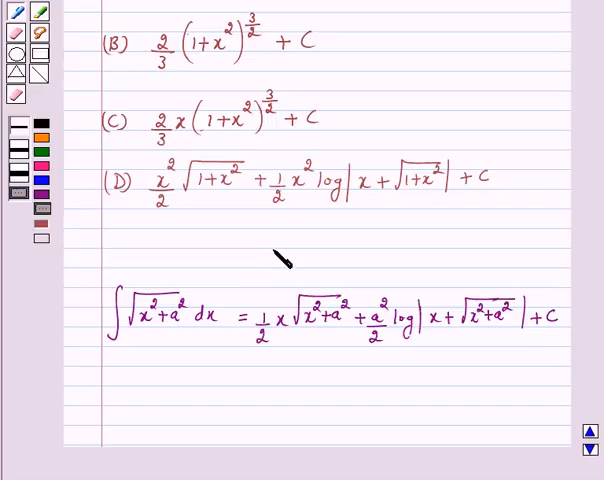 (B) 2/3 (1+x²)^(3/2) + C
(C) 2/3 x (1+x²)^(3/2) + C
(D) x²/2 √(1+x²) + 1/2 x² log|x + √(1+x²)| + C
∫√(x²+a²) dx = 1/2 x √(x²+a²) + a²/2 log|x + √(x²+a²)| + C